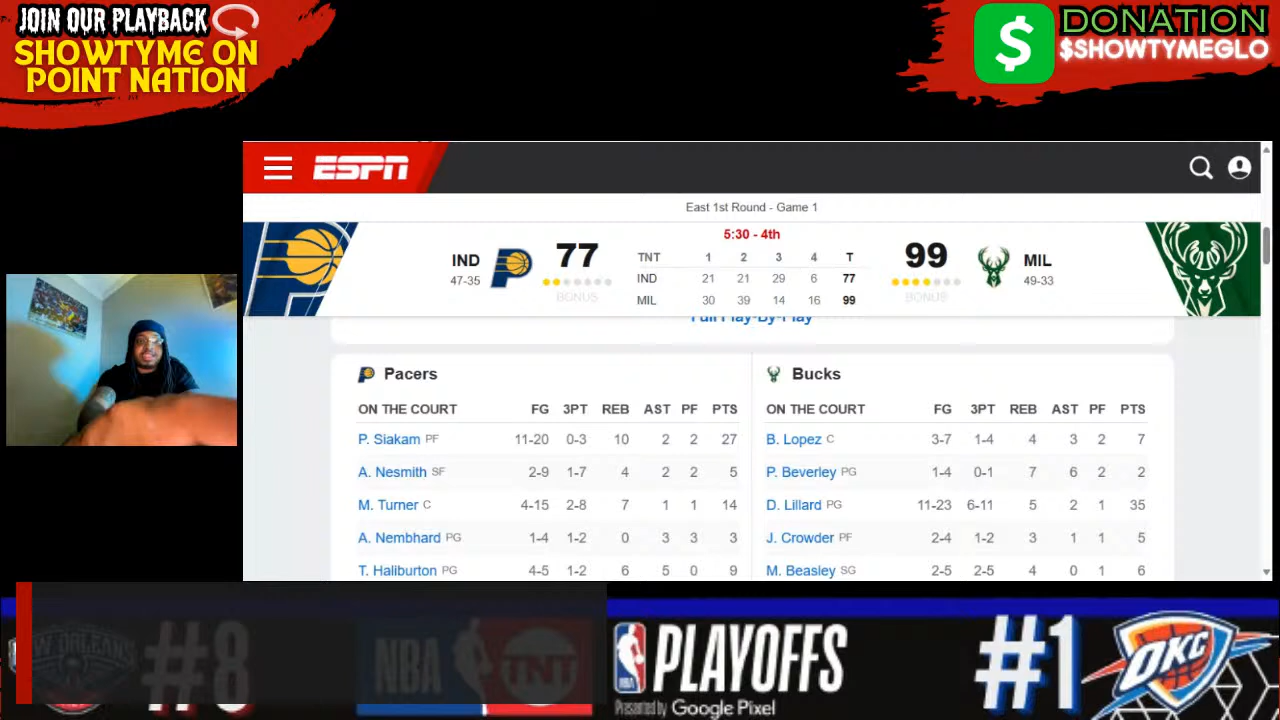 JOIN OUR PLAYBACK
SHOWTYME ON
POINT NATION
DONATION
$SHOWTYMEGLO
ESPN
East 1st Round - Game 1
5:30 - 4th
IND
47-35
77
BONUS
TNT 1 2 3 4 T
IND 21 21 29 6 77
MIL 30 39 14 16 99
99
BONUS
MIL
49-33
Full Play-By-Play
Pacers
ON THE COURT FG 3PT REB AST PF PTS
P. Siakam PF 11-20 0-3 10 2 2 27
A. Nesmith SF 2-9 1-7 4 2 2 5
M. Turner C 4-15 2-8 7 1 1 14
A. Nembhard PG 1-4 1-2 0 3 3 3
T. Haliburton PG 4-5 1-2 6 5 0 9
Bucks
ON THE COURT FG 3PT REB AST PF PTS
B. Lopez C 3-7 1-4 4 3 2 7
P. Beverley PG 1-4 0-1 7 6 2 2
D. Lillard PG 11-23 6-11 5 2 1 35
J. Crowder PF 2-4 1-2 3 1 1 5
M. Beasley SG 2-5 2-5 4 0 1 6
NEW ORLEANS
#8
NBA
TNT
NBA
PLAYOFFS
Presented by Google Pixel
#1
OKC